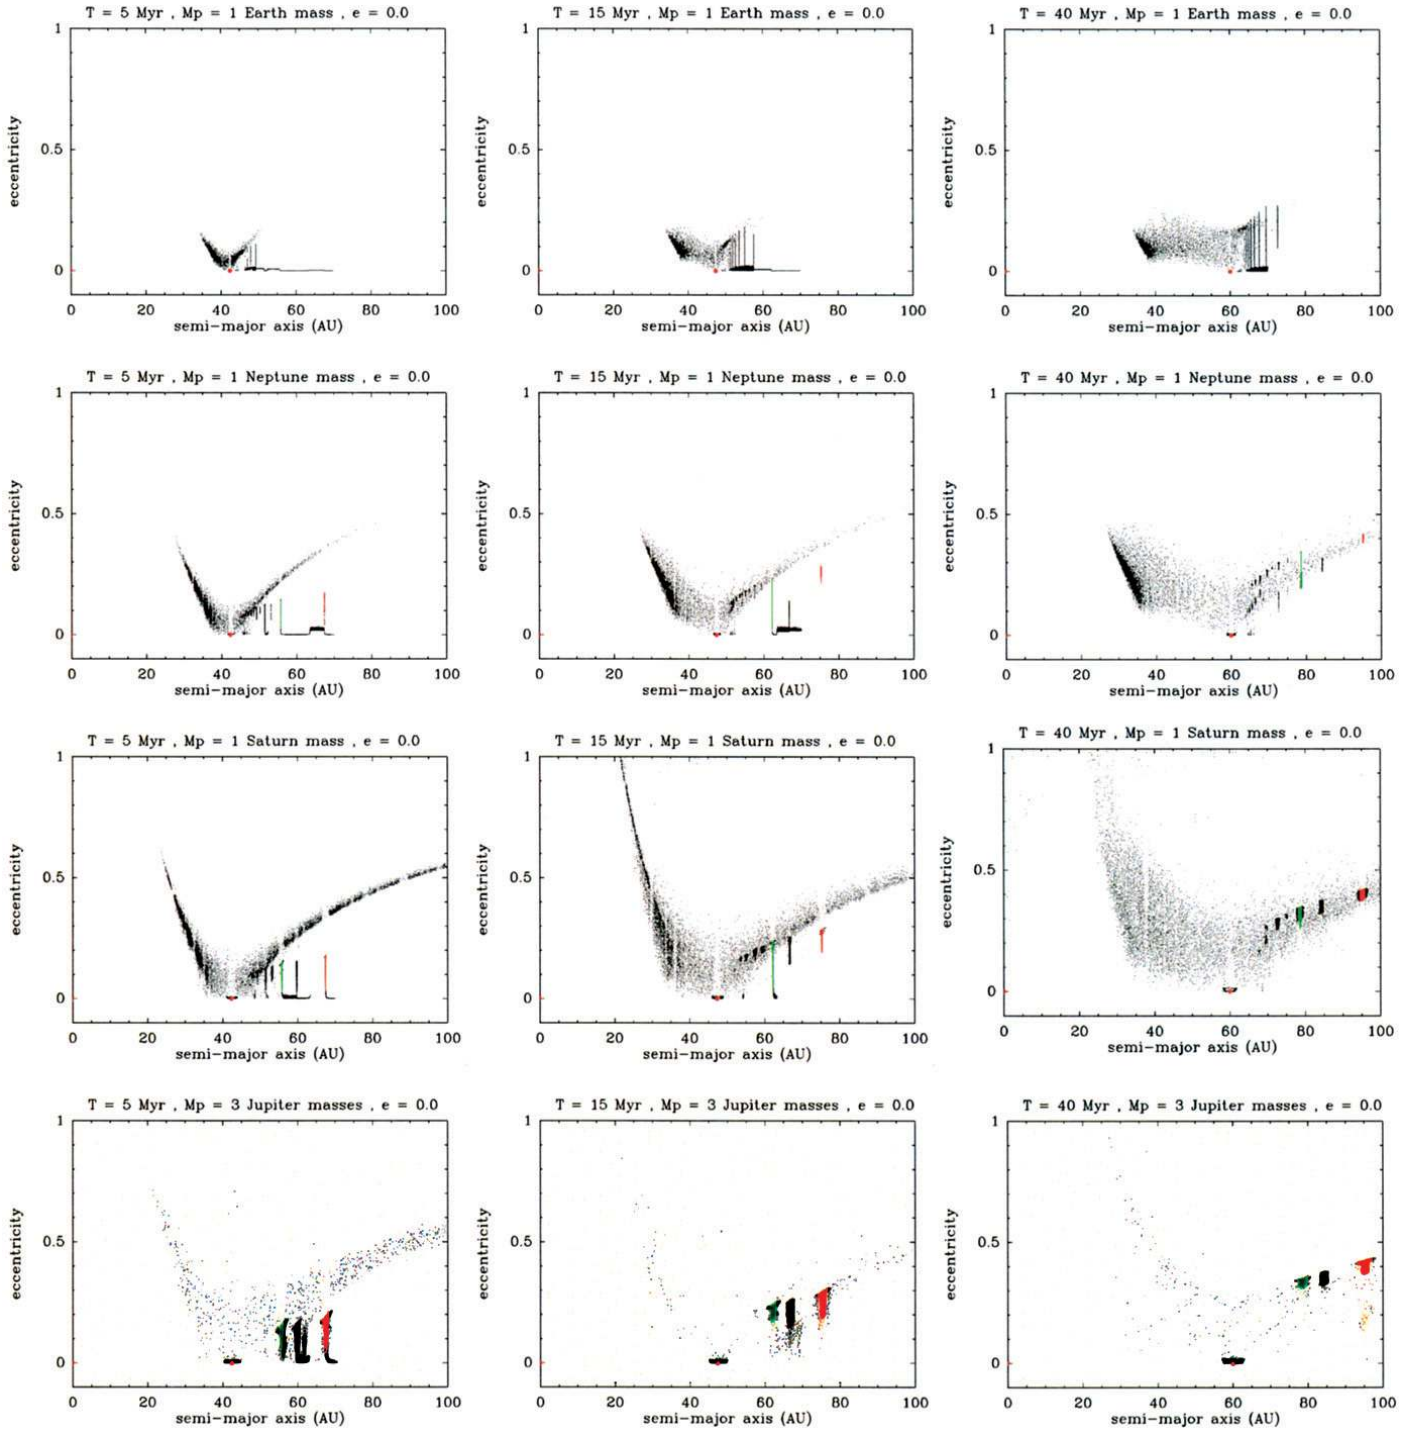 T = 5 Myr , Mp = 1 Earth mass , e = 0.0
T = 15 Myr , Mp = 1 Earth mass , e = 0.0
T = 40 Myr , Mp = 1 Earth mass , e = 0.0
eccentricity
1
0.5
0
0 20 40 60 80 100
semi-major axis (AU)
eccentricity
1
0.5
0
0 20 40 60 80 100
semi-major axis (AU)
eccentricity
1
0.5
0
0 20 40 60 80 100
semi-major axis (AU)
T = 5 Myr , Mp = 1 Neptune mass , e = 0.0
T = 15 Myr , Mp = 1 Neptune mass , e = 0.0
T = 40 Myr , Mp = 1 Neptune mass , e = 0.0
eccentricity
1
0.5
0
0 20 40 60 80 100
semi-major axis (AU)
eccentricity
1
0.5
0
0 20 40 60 80 100
semi-major axis (AU)
eccentricity
1
0.5
0
0 20 40 60 80 100
semi-major axis (AU)
T = 5 Myr , Mp = 1 Saturn mass , e = 0.0
T = 15 Myr , Mp = 1 Saturn mass , e = 0.0
T = 40 Myr , Mp = 1 Saturn mass , e = 0.0
eccentricity
1
0.5
0
0 20 40 60 80 100
semi-major axis (AU)
eccentricity
1
0.5
0
0 20 40 60 80 100
semi-major axis (AU)
eccentricity
1
0.5
0
0 20 40 60 80 100
semi-major axis (AU)
T = 5 Myr , Mp = 3 Jupiter masses , e = 0.0
T = 15 Myr , Mp = 3 Jupiter masses , e = 0.0
T = 40 Myr , Mp = 3 Jupiter masses , e = 0.0
eccentricity
1
0.5
0
0 20 40 60 80 100
semi-major axis (AU)
eccentricity
1
0.5
0
0 20 40 60 80 100
semi-major axis (AU)
eccentricity
1
0.5
0
0 20 40 60 80 100
semi-major axis (AU)